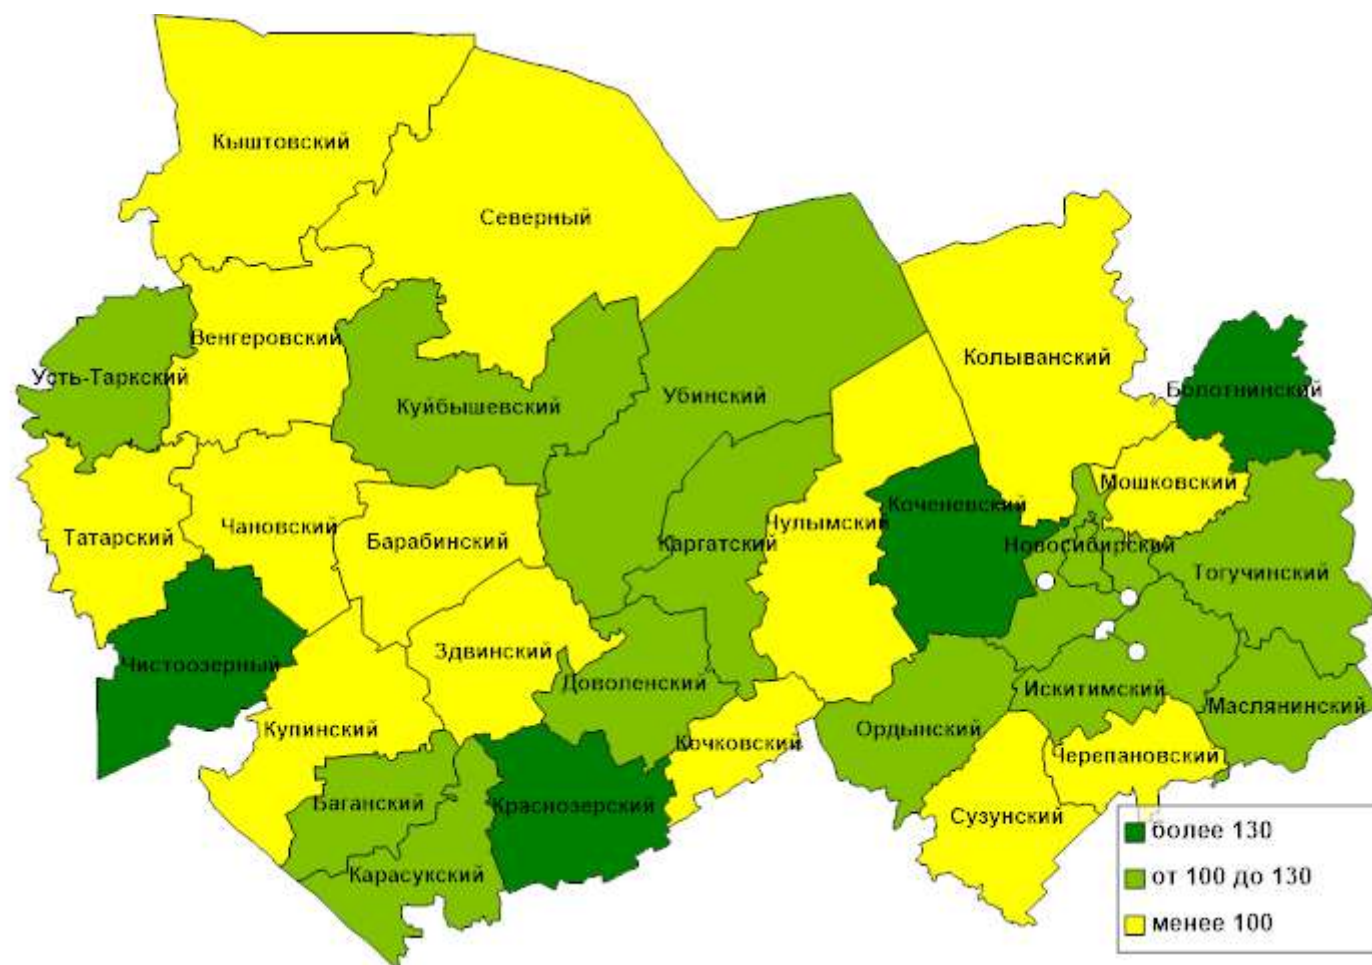 Кыштовский
Северный
Венгеровский
Колыванский
Усть-Таркский
Болотнинский
Убинский
Куйбышевский
Мошковский
Коченевский
Чановский
Чулымский
Татарский
Барабинский
Каргатский
Новосибирский
Тогучинский
Здвинский
Чистоозерный
Доволенский
Искитимский
Маслянинский
Купинский
Ордынский
Кочковский
Черепановский
Баганский
Краснозерский
Сузунский
Карасукский
более 130
от 100 до 130
менее 100